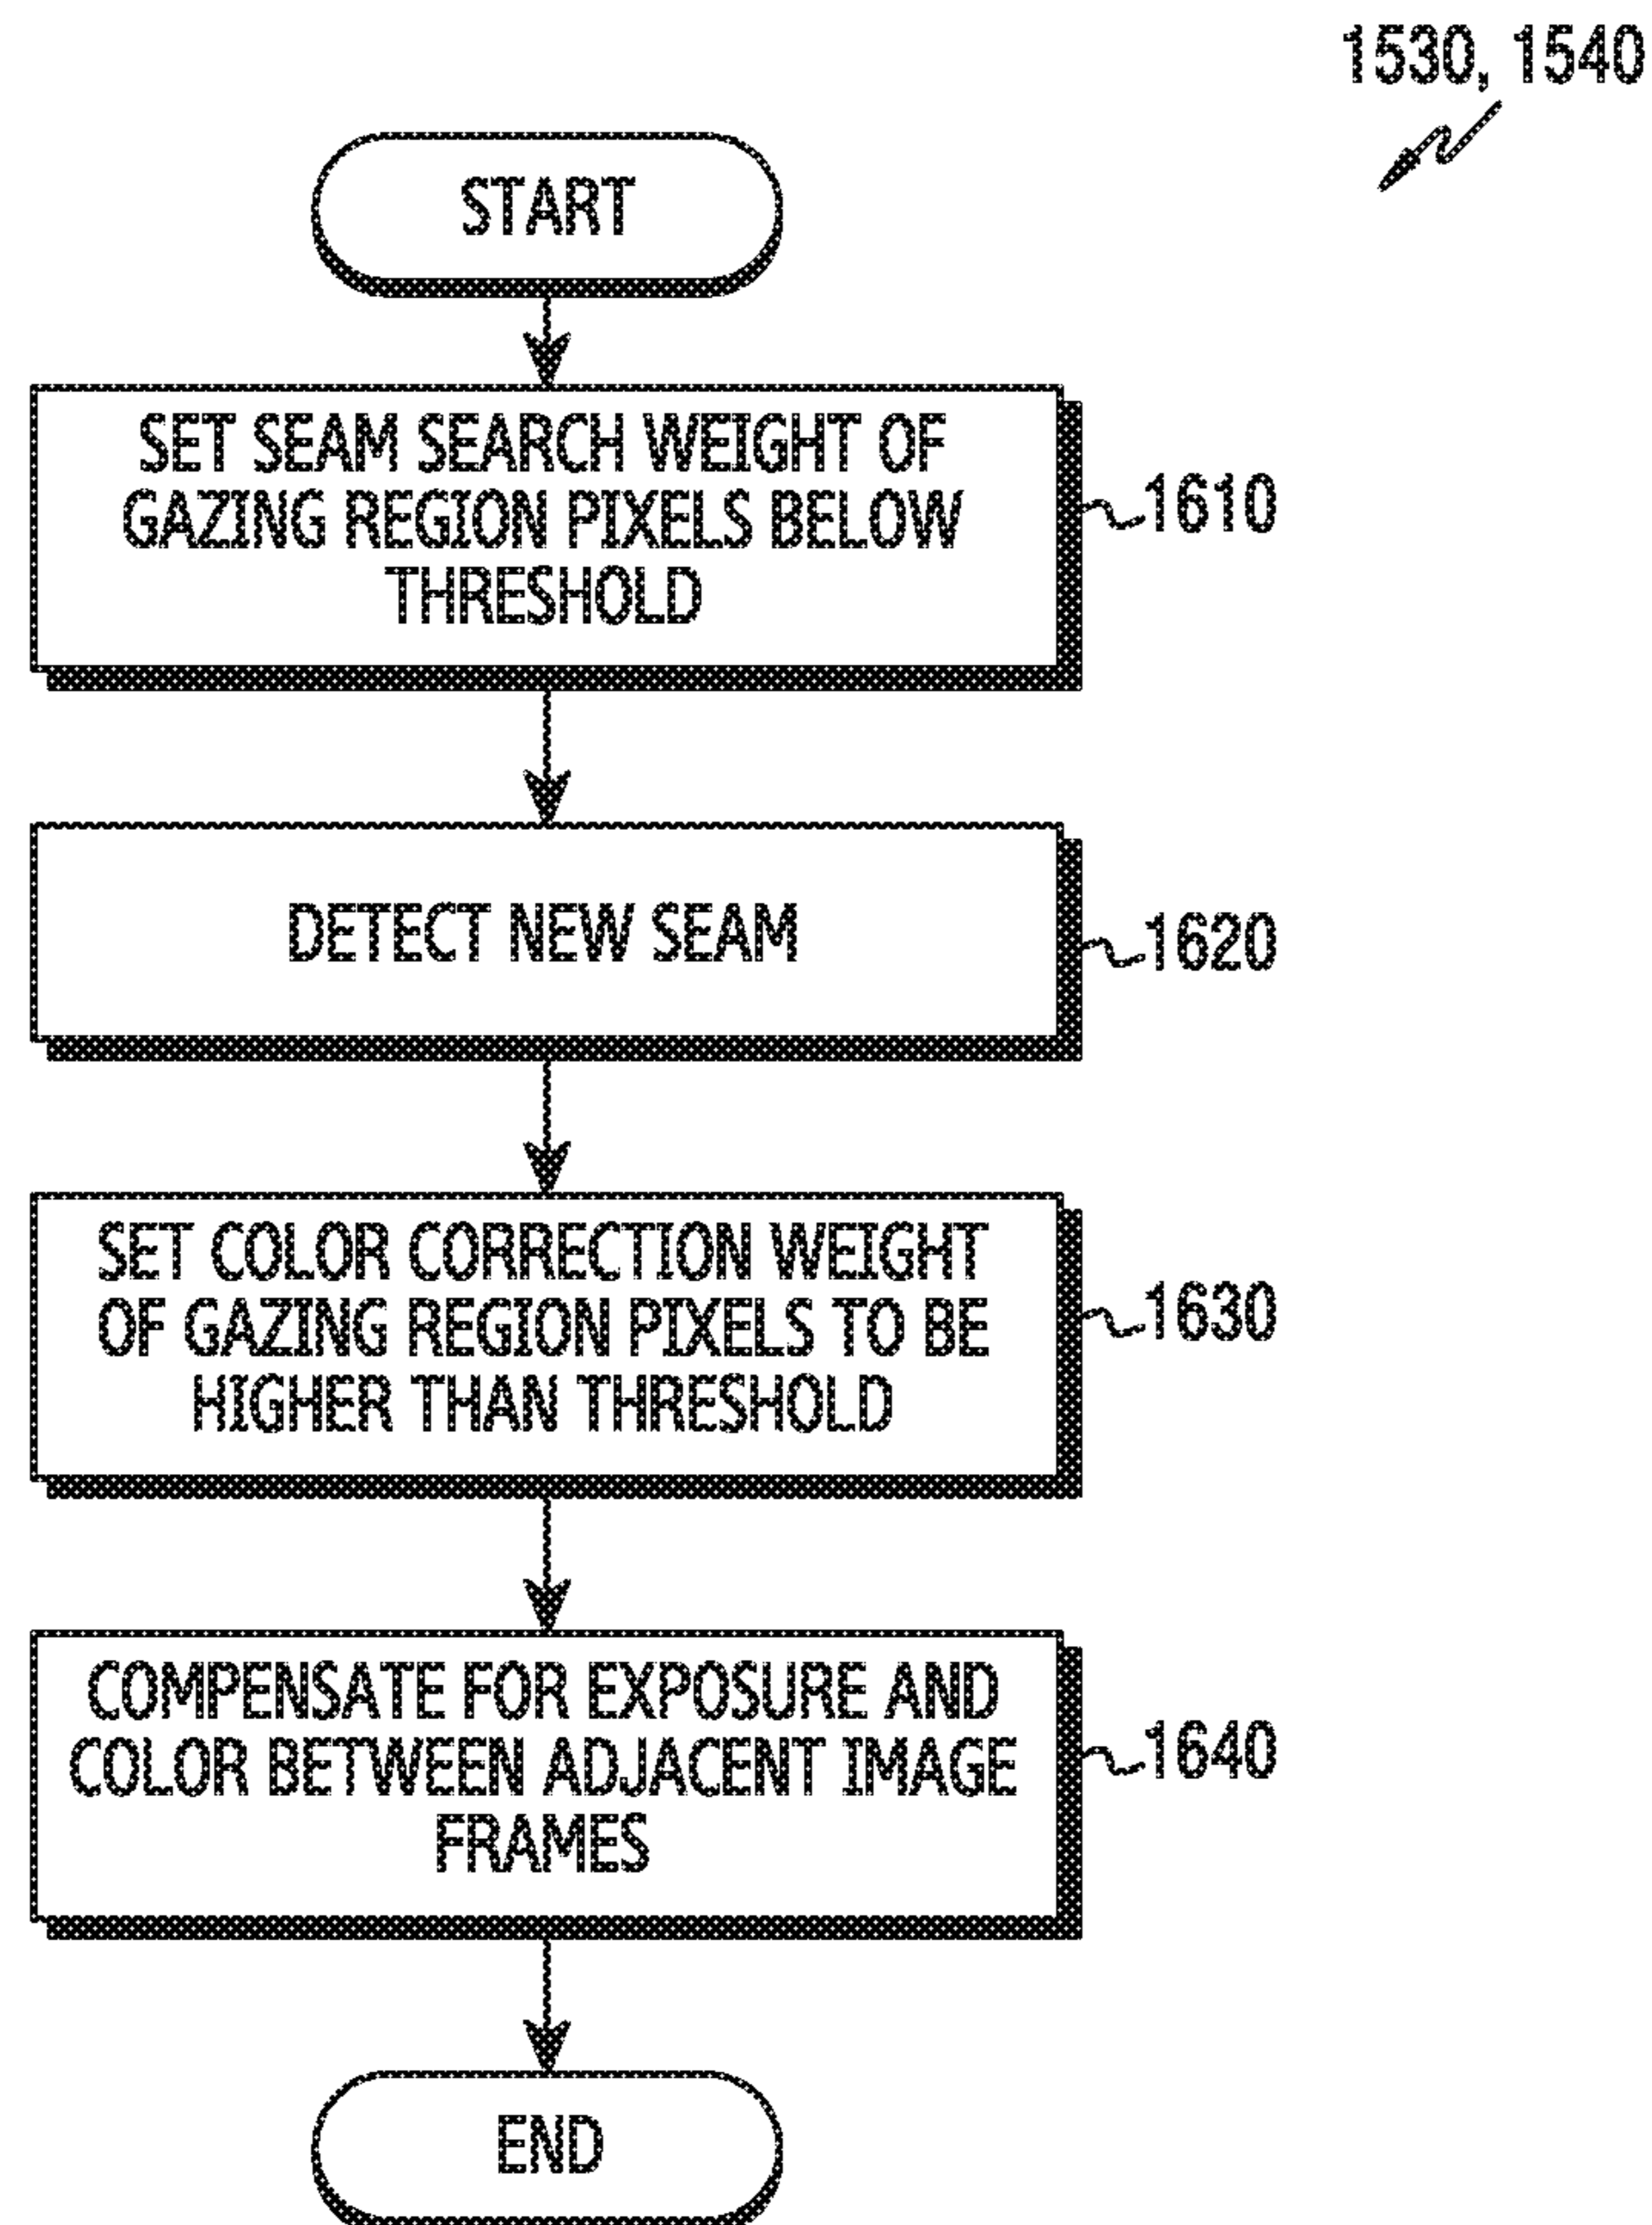 1530, 1540
START
SET SEAM SEARCH WEIGHT OF
GAZING REGION PIXELS BELOW
THRESHOLD
1610
DETECT NEW SEAM
1620
SET COLOR CORRECTION WEIGHT
OF GAZING REGION PIXELS TO BE
HIGHER THAN THRESHOLD
1630
COMPENSATE FOR EXPOSURE AND
COLOR BETWEEN ADJACENT IMAGE
FRAMES
1640
END